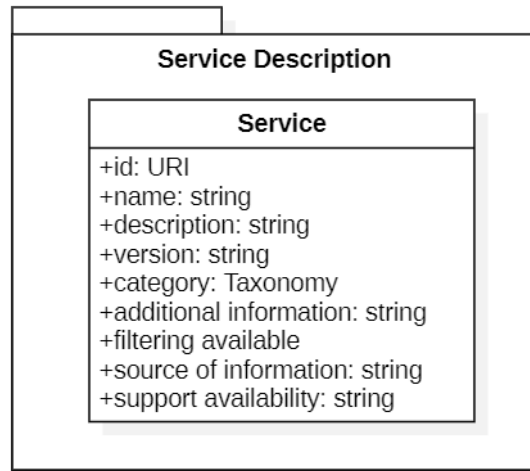 Service Description
Service
+id: URI
+name: string
+description: string
+version: string
+category: Taxonomy
+additional information: string
+filtering available
+source of information: string
+support availability: string